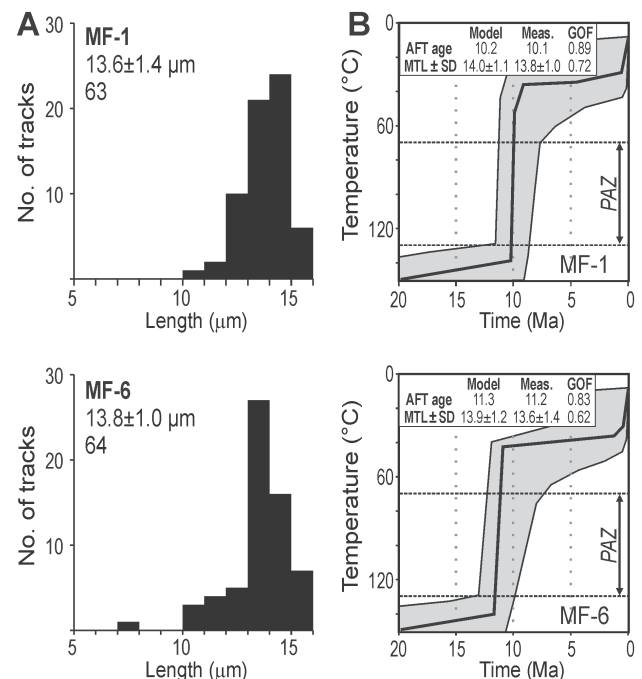 A
30
20
10
No. of tracks
MF-1
13.6±1.4 µm
63
5
10
15
Length (µm)
B
0
60
120
Temperature (°C)
Model Meas. GOF
AFT age 10.2 10.1 0.89
MTL ± SD 14.0±1.1 13.8±1.0 0.72
PAZ
MF-1
20 15 10 5 0
Time (Ma)
30
20
10
No. of tracks
MF-6
13.8±1.0 µm
64
5
10
15
Length (µm)
0
60
120
Temperature (°C)
Model Meas. GOF
AFT age 11.3 11.2 0.83
MTL ± SD 13.9±1.2 13.6±1.4 0.62
PAZ
MF-6
20 15 10 5 0
Time (Ma)